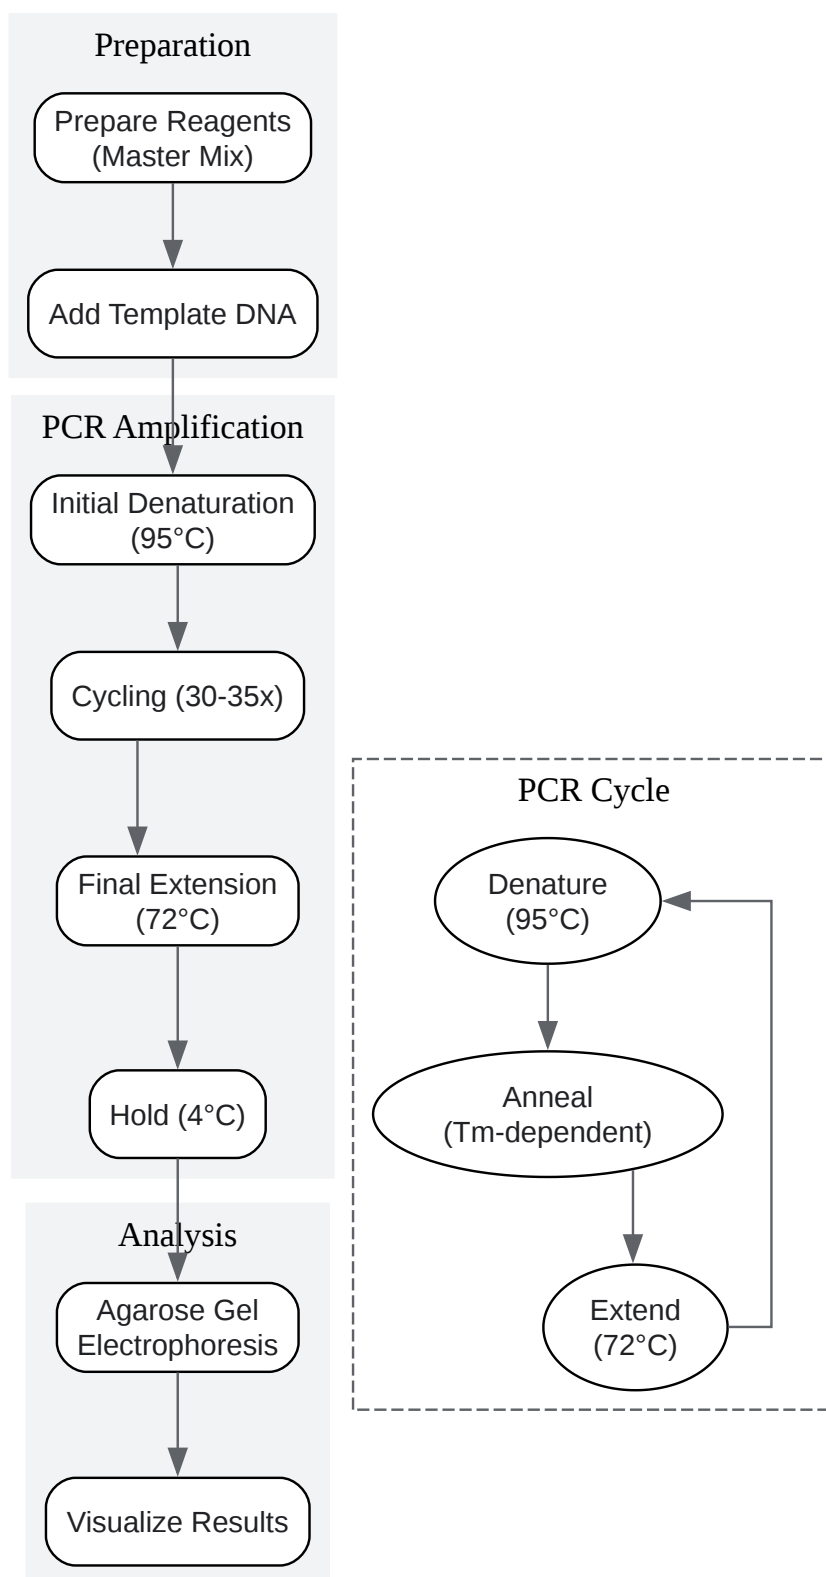 Preparation
Prepare Reagents
(Master Mix)
Add Template DNA
PCR Amplification
Initial Denaturation
(95°C)
Cycling (30-35x)
Final Extension
(72°C)
Hold (4°C)
Analysis
Agarose Gel
Electrophoresis
Visualize Results
PCR Cycle
Denature
(95°C)
Anneal
(Tm-dependent)
Extend
(72°C)